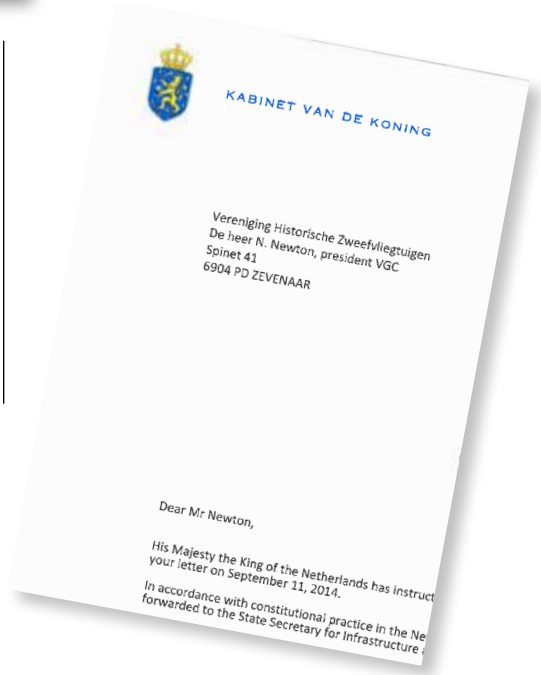 KABINET VAN DE KONING
Vereniging Historische Zweefvliegtuigen
De heer N. Newton, president VGC
Spinet 41
6904 PD ZEVENAAR
Dear Mr Newton,
His Majesty the King of the Netherlands has instruct
your letter on September 11, 2014.
In accordance with constitutional practice in the Ne
forwarded to the State Secretary for Infrastructure a